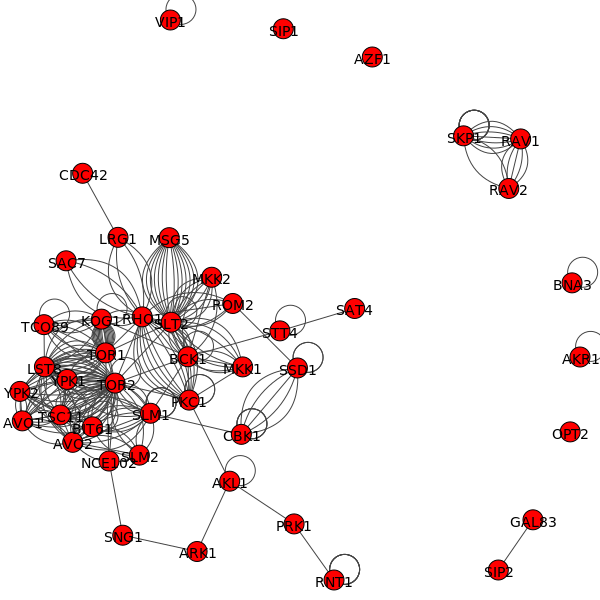 VIP1
SIP1
AZF1
SKP1
RAV1
RAV2
CDC42
LRG1
MSG5
SAC7
MKK2
BNA3
ROM2
SAT4
TCO89
KOG1
RHO1
SLT2
STT4
TOR1
BCK1
AKR1
LST8
YPK1
TOR2
MKK1
SSD1
YPK2
PKC1
AVO1
TSC11
SLM1
BIT61
CBK1
OPT2
AVO2
NCE102
SLM2
AKL1
PRK1
GAL83
SNG1
ARK1
SIP2
RNT1